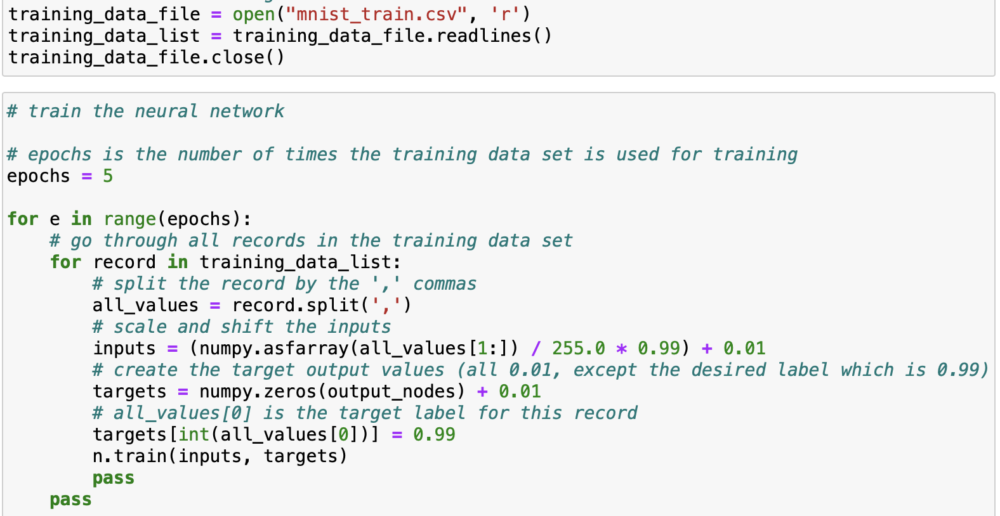 training_data_file = open("mnist_train.csv", 'r')
training_data_list = training_data_file.readlines()
training_data_file.close()
# train the neural network
# epochs is the number of times the training data set is used for training
epochs = 5
for e in range(epochs):
    # go through all records in the training data set
    for record in training_data_list:
        # split the record by the ',' commas
        all_values = record.split(',')
        # scale and shift the inputs
        inputs = (numpy.asfarray(all_values[1:]) / 255.0 * 0.99) + 0.01
        # create the target output values (all 0.01, except the desired label which is 0.99)
        targets = numpy.zeros(output_nodes) + 0.01
        # all_values[0] is the target label for this record
        targets[int(all_values[0])] = 0.99
        n.train(inputs, targets)
        pass
    pass